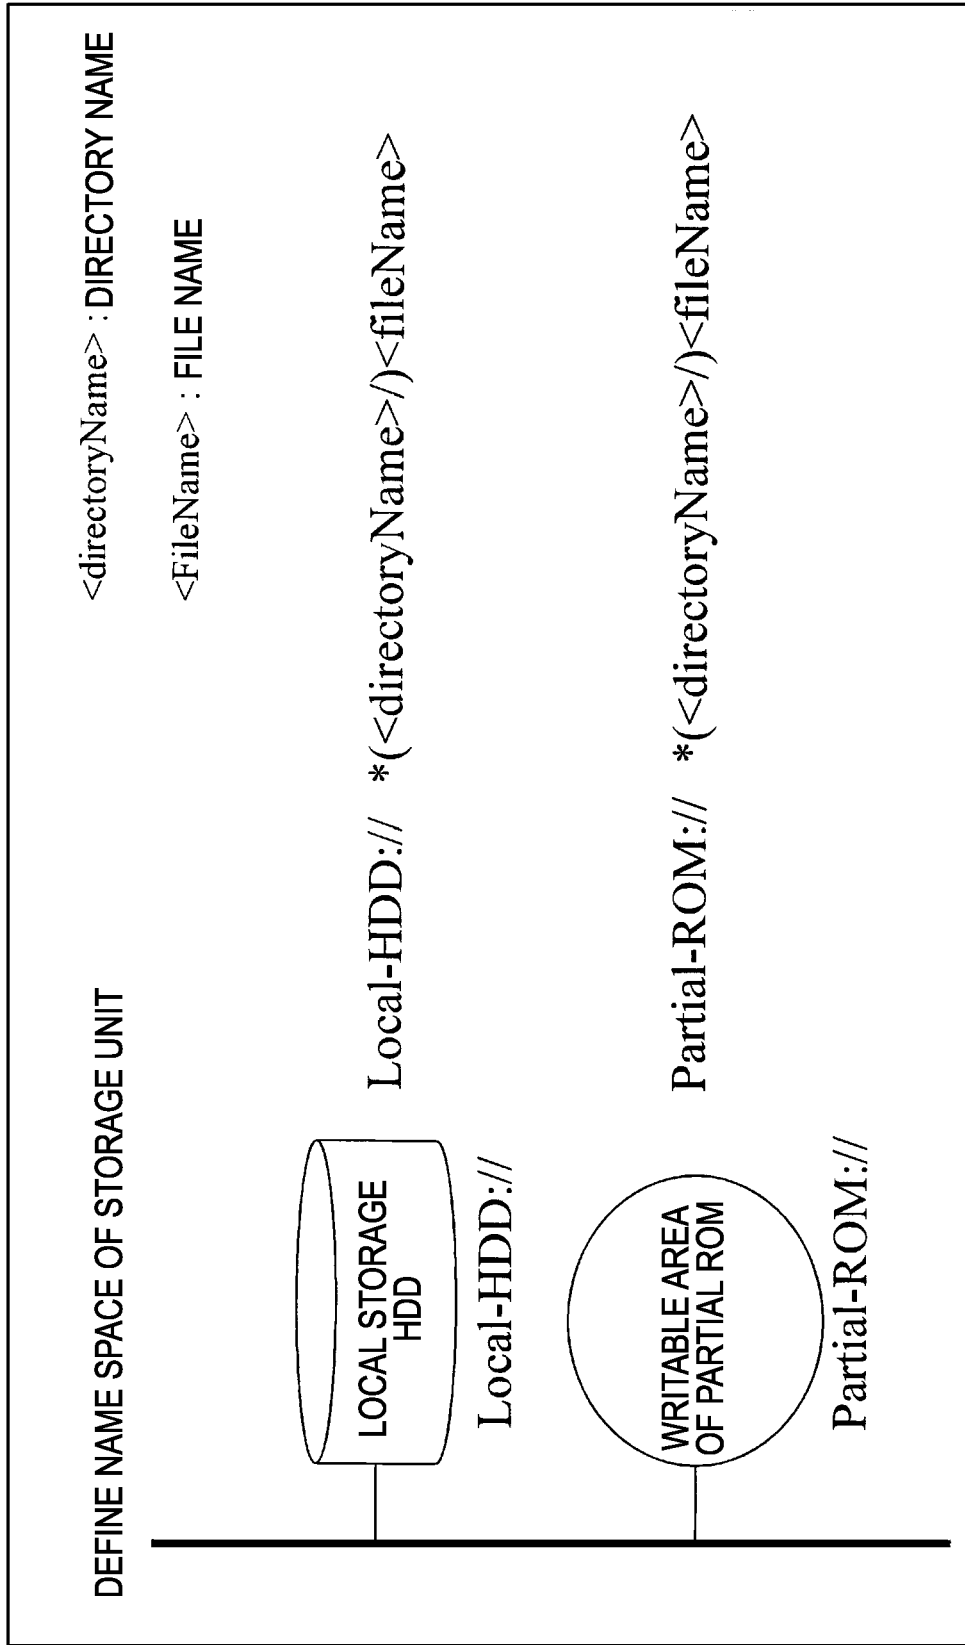 DEFINE NAME SPACE OF STORAGE UNIT
<directoryName> : DIRECTORY NAME
<FileName> : FILE NAME
LOCAL STORAGE
HDD
Local-HDD:// *(<directoryName>/)<fileName>
Local-HDD://
WRITABLE AREA
OF PARTIAL ROM
Partial-ROM:// *(<directoryName>/)<fileName>
Partial-ROM://